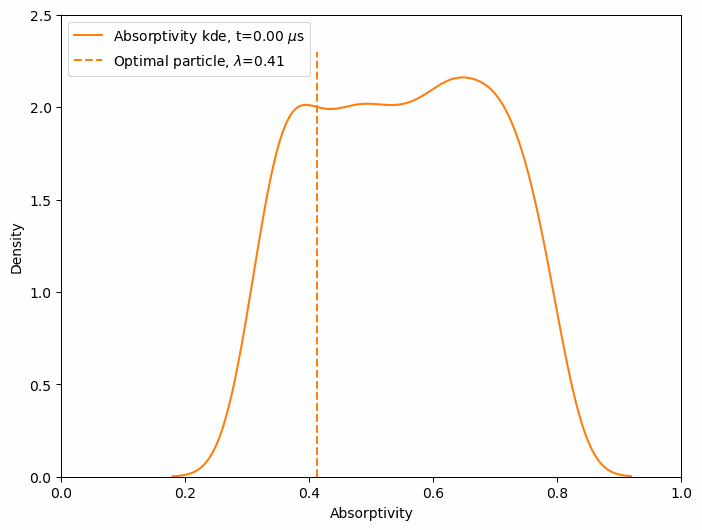 Absorptivity kde, t=0.00 μs
Optimal particle, λ=0.41
2.5
2.0
1.5
1.0
0.5
0.0
Density
0.0 0.2 0.4 0.6 0.8 1.0
Absorptivity